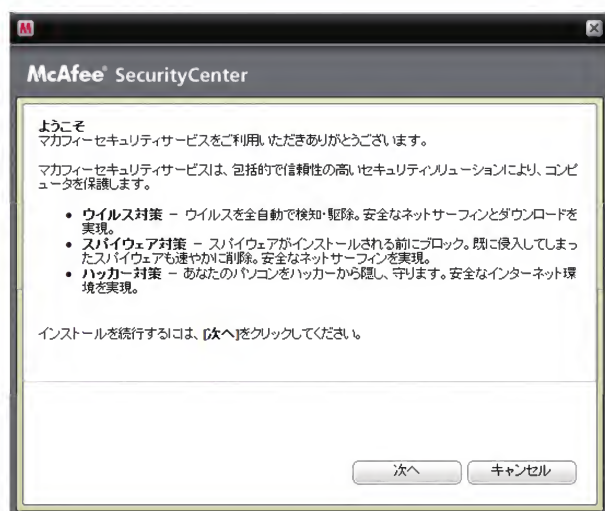 M
McAfee® SecurityCenter
ようこそ
マカフィーセキュリティサービスをご利用いただきありがとうございます。
マカフィーセキュリティサービスは、包括的で信頼性の高いセキュリティソリューションにより、コンピ
ュータを保護します。
● ウイルス対策 － ウイルスを全自動で検知・駆除。安全なネットサーフィンとダウンロードを
実現。
● スパイウェア対策 － スパイウェアがインストールされる前にブロック。既に侵入してしまっ
たスパイウェアも速やかに削除。安全なネットサーフィンを実現。
● ハッカー対策 － あなたのパソコンをハッカーから隠し、守ります。安全なインターネット環
境を実現。
インストールを続行するには、[次へ]をクリックしてください。
次へ キャンセル